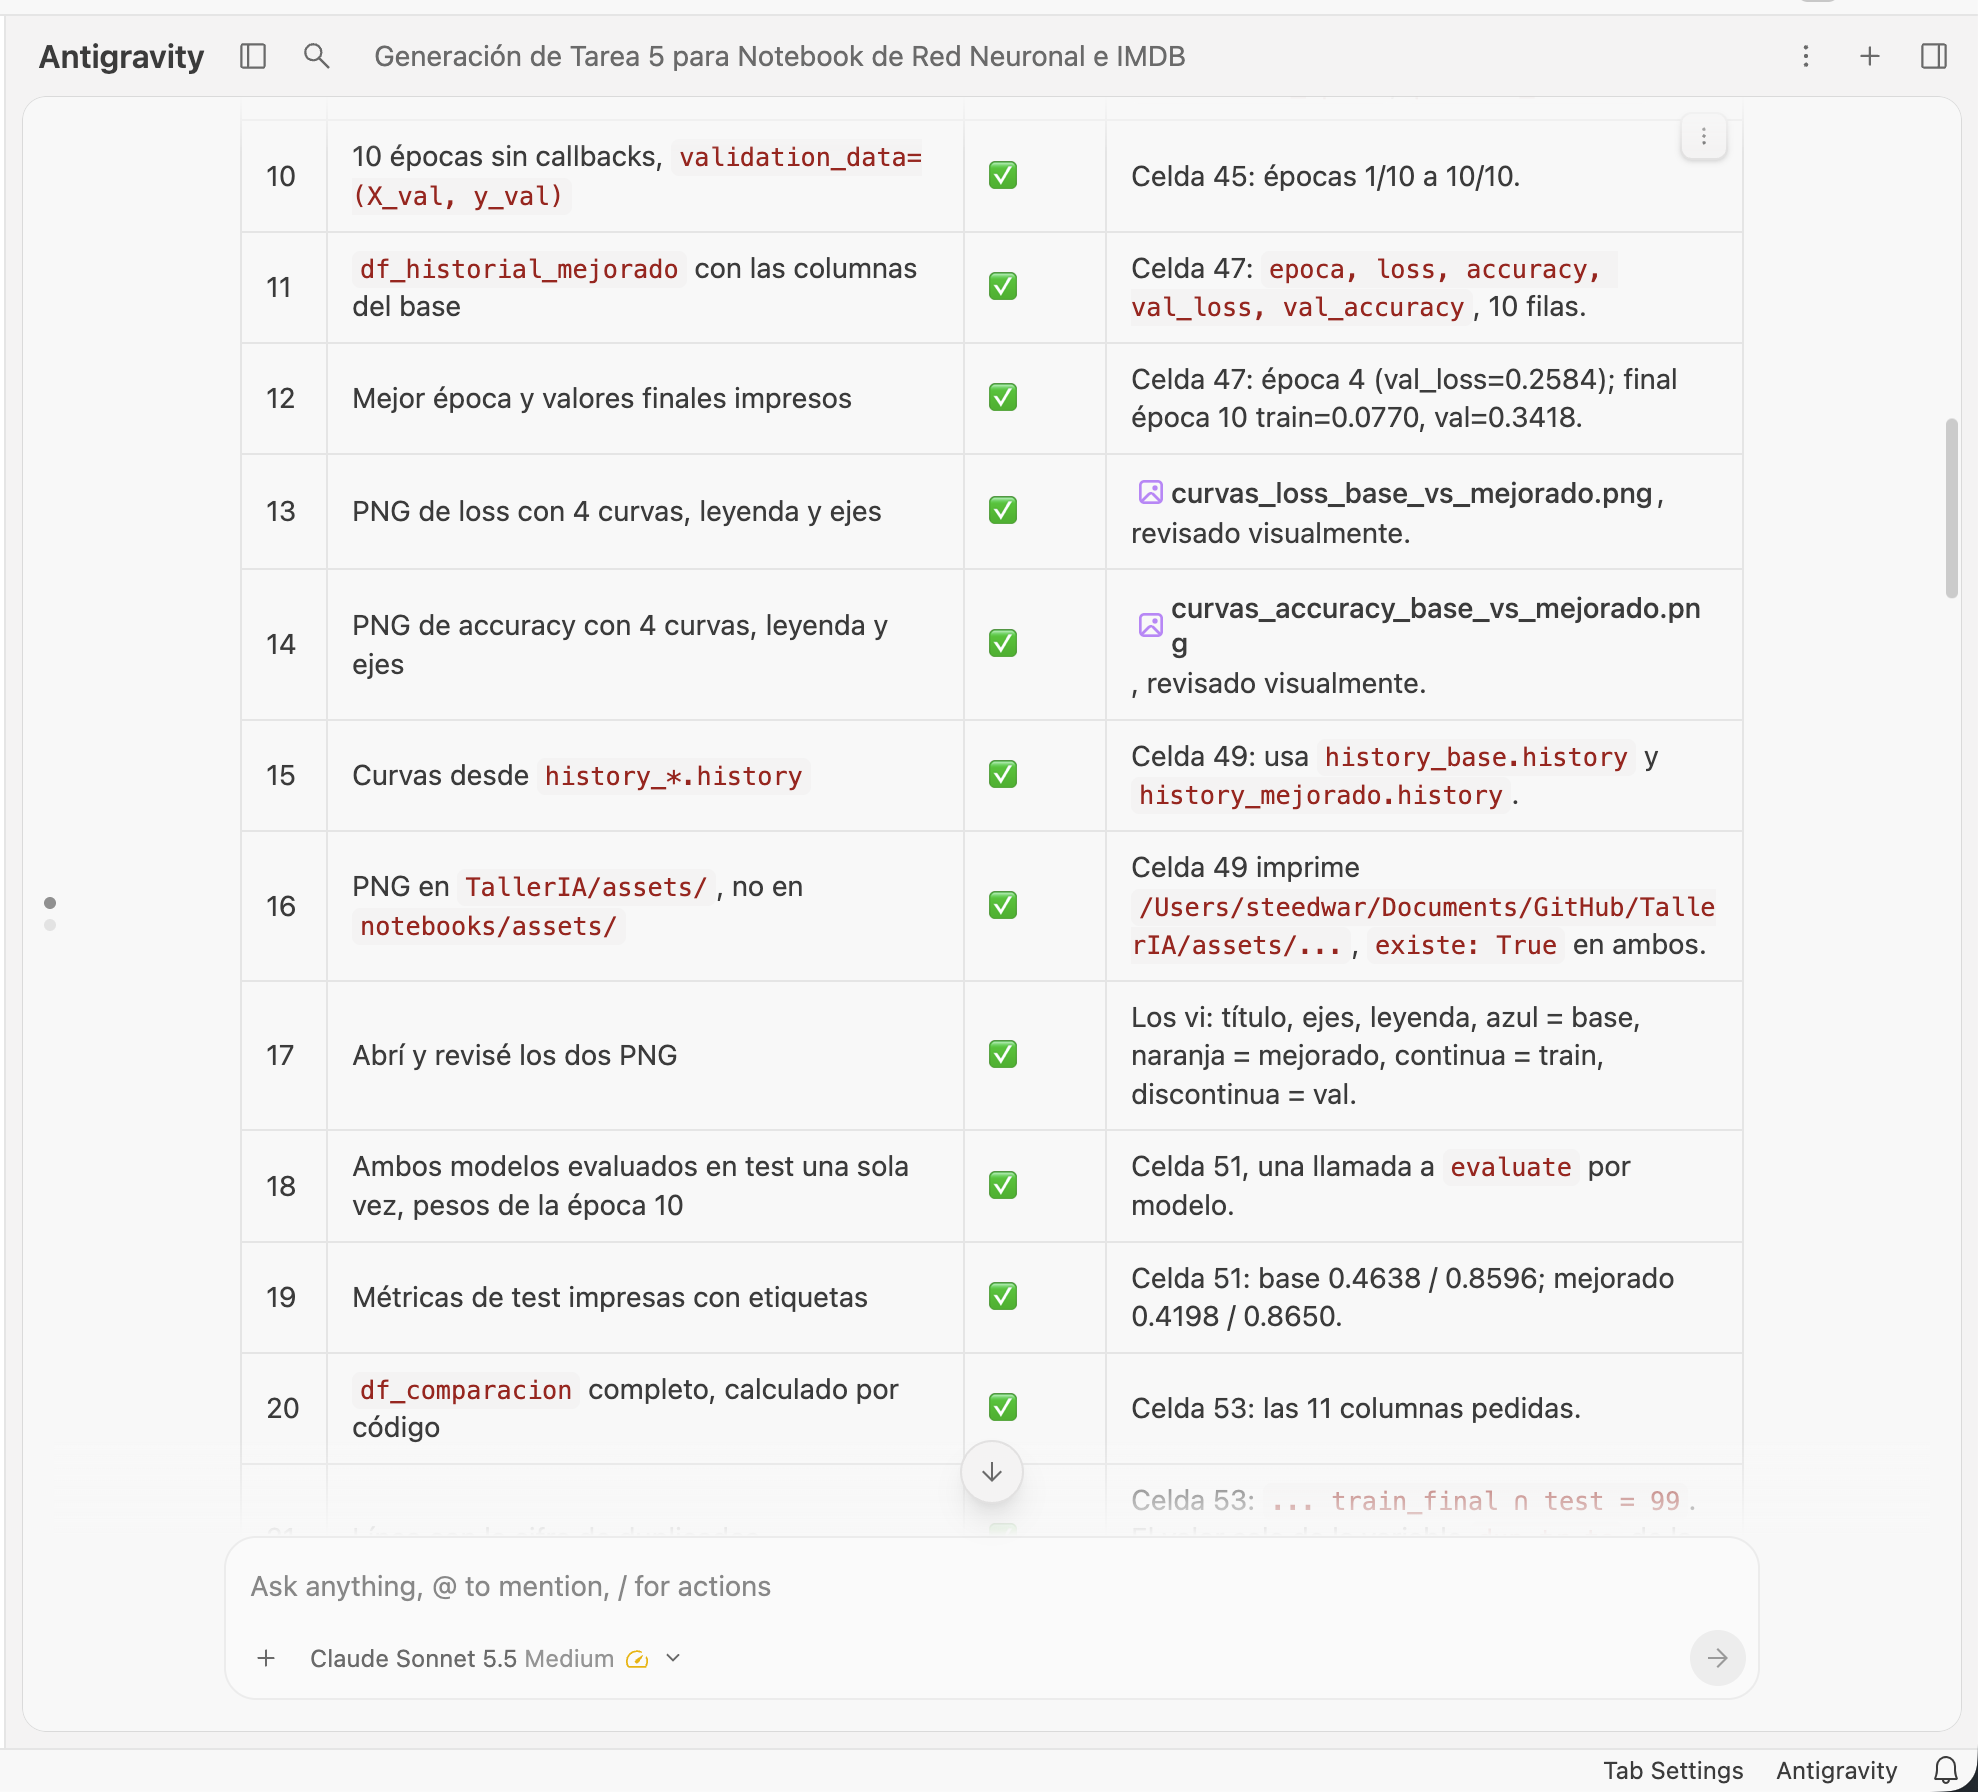 Antigravity
Generación de Tarea 5 para Notebook de Red Neuronal e IMDB
10
10 épocas sin callbacks, validation_data=
(X_val, y_val)
✅
Celda 45: épocas 1/10 a 10/10.
11
df_historial_mejorado con las columnas
del base
✅
Celda 47: epoca, loss, accuracy,
val_loss, val_accuracy, 10 filas.
12
Mejor época y valores finales impresos
✅
Celda 47: época 4 (val_loss=0.2584); final
época 10 train=0.0770, val=0.3418.
13
PNG de loss con 4 curvas, leyenda y ejes
✅
curvas_loss_base_vs_mejorado.png,
revisado visualmente.
14
PNG de accuracy con 4 curvas, leyenda y
ejes
✅
curvas_accuracy_base_vs_mejorado.pn
g
, revisado visualmente.
15
Curvas desde history_*.history
✅
Celda 49: usa history_base.history y
history_mejorado.history.
16
PNG en TallerIA/assets/, no en
notebooks/assets/
✅
Celda 49 imprime
/Users/steedwar/Documents/GitHub/Talle
rIA/assets/..., existe: True en ambos.
17
Abrí y revisé los dos PNG
✅
Los vi: título, ejes, leyenda, azul = base,
naranja = mejorado, continua = train,
discontinua = val.
18
Ambos modelos evaluados en test una sola
vez, pesos de la época 10
✅
Celda 51, una llamada a evaluate por
modelo.
19
Métricas de test impresas con etiquetas
✅
Celda 51: base 0.4638 / 0.8596; mejorado
0.4198 / 0.8650.
20
df_comparacion completo, calculado por
código
✅
Celda 53: las 11 columnas pedidas.
Celda 53: ... train_final ∩ test = 99.
Ask anything, @ to mention, / for actions
Claude Sonnet 5.5 Medium
Tab Settings
Antigravity